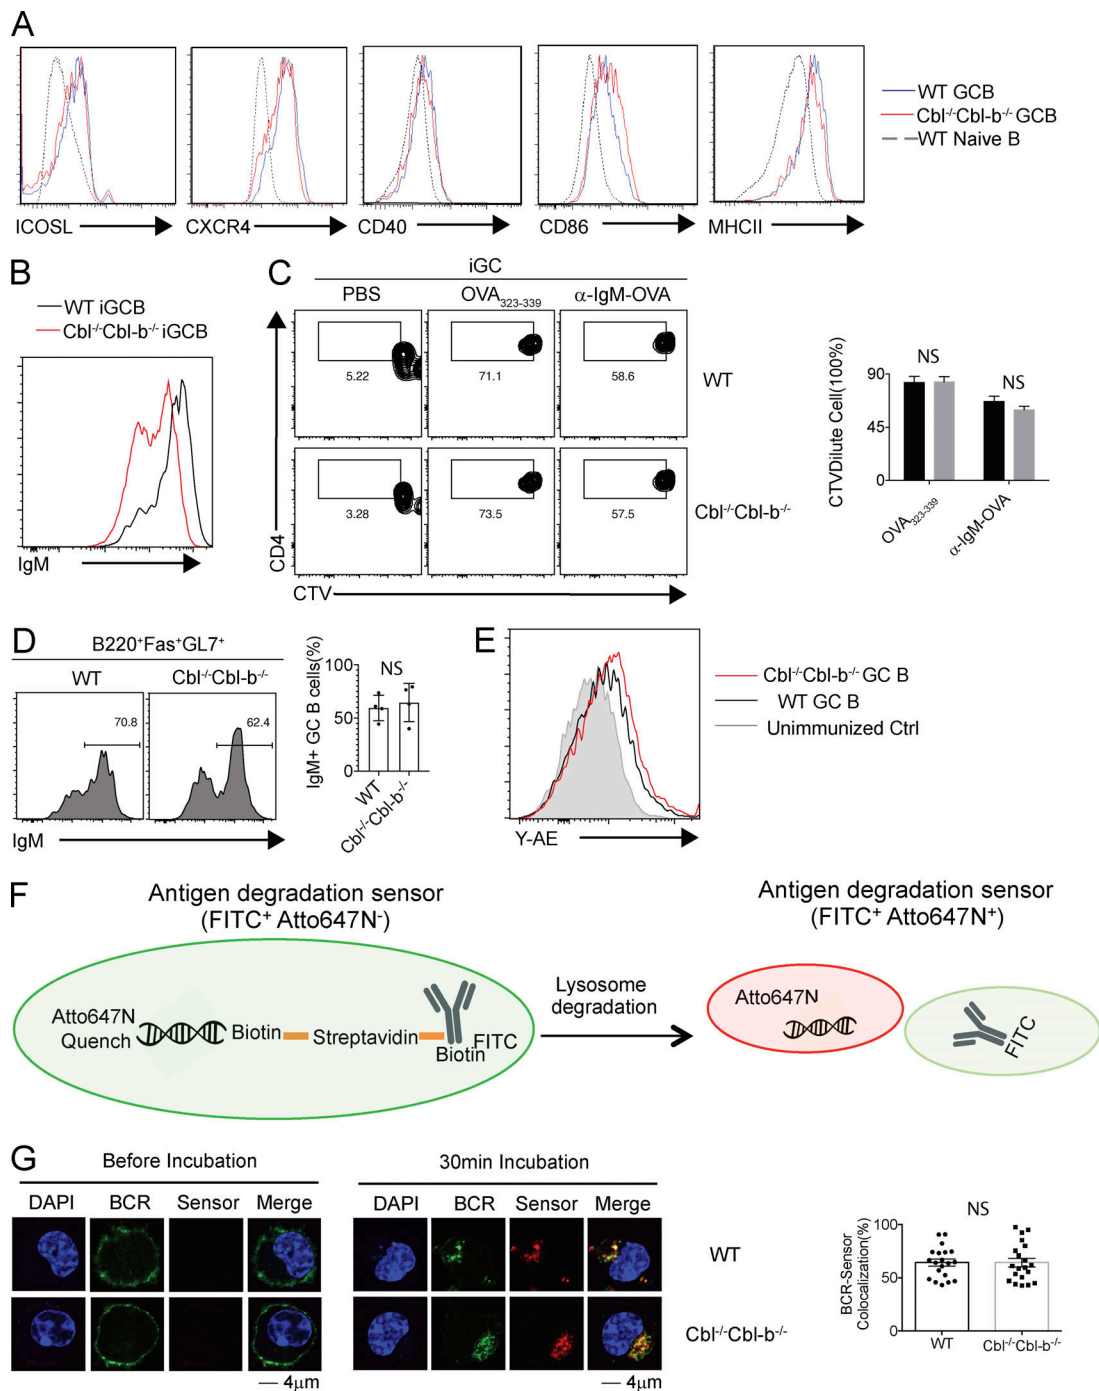 A
WT GCB
Cbl-/-Cbl-b-/- GCB
WT Naive B
ICOSL
CXCR4
CD40
CD86
MHCII
B
WT iGCB
Cbl-/-Cbl-b-/- iGCB
IgM
C
iGC
PBS
OVA323-339
α-IgM-OVA
5.22
71.1
58.6
WT
3.28
73.5
57.5
Cbl-/-Cbl-b-/-
CD4
CTV
CTVDilute Cell(100%)
90
45
0
NS
NS
OVA323-339
α-IgM-OVA
D
B220+Fas+GL7+
WT
Cbl-/-Cbl-b-/-
70.8
62.4
IgM
IgM+ GC B cells(%)
100
50
0
NS
WT
Cbl-/-Cbl-b-/-
E
Cbl-/-Cbl-b-/- GC B
WT GC B
Unimmunized Ctrl
Y-AE
F
Antigen degradation sensor
(FITC+ Atto647N-)
Atto647N
Quench
Biotin
Streptavidin
Biotin
FITC
Lysosome
degradation
Antigen degradation sensor
(FITC+ Atto647N+)
Atto647N
FITC
G
Before Incubation
30min Incubation
DAPI
BCR
Sensor
Merge
DAPI
BCR
Sensor
Merge
WT
Cbl-/-Cbl-b-/-
4μm
4μm
BCR-Sensor
Colocalization(%)
100
50
0
NS
WT
Cbl-/-Cbl-b-/-